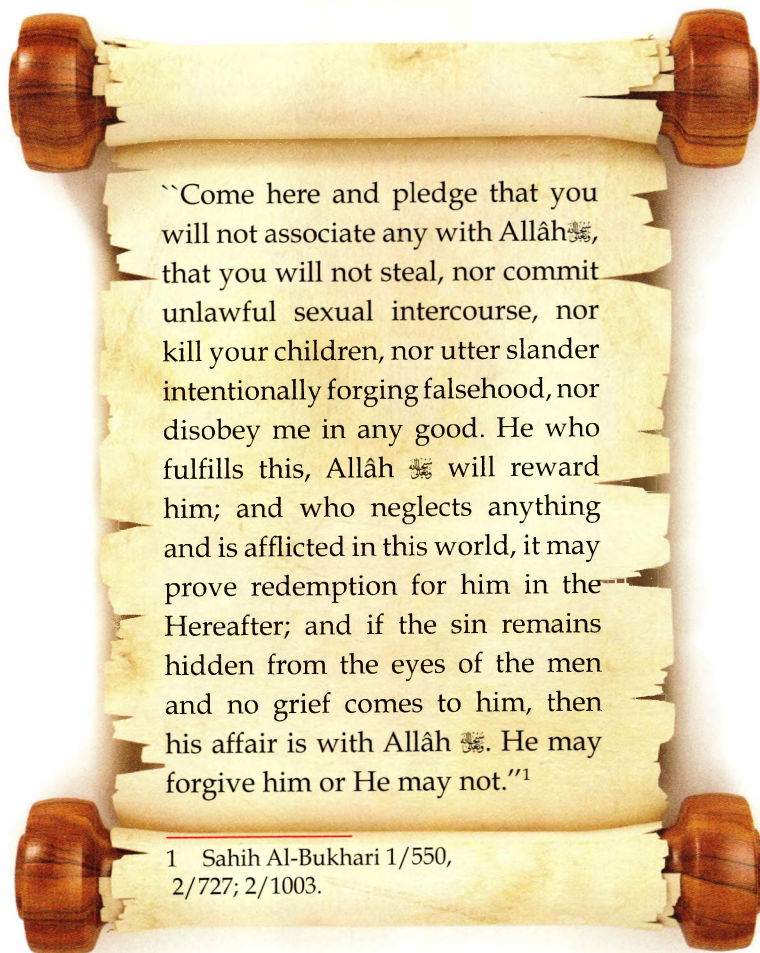 ``Come here and pledge that you
will not associate any with Allâhﷻ,
that you will not steal, nor commit
unlawful sexual intercourse, nor
kill your children, nor utter slander
intentionally forging falsehood, nor
disobey me in any good. He who
fulfills this, Allâh ﷻ will reward
him; and who neglects anything
and is afflicted in this world, it may
prove redemption for him in the
Hereafter; and if the sin remains
hidden from the eyes of the men
and no grief comes to him, then
his affair is with Allâh ﷻ. He may
forgive him or He may not.″1
1 Sahih Al-Bukhari 1/550,
2/727; 2/1003.